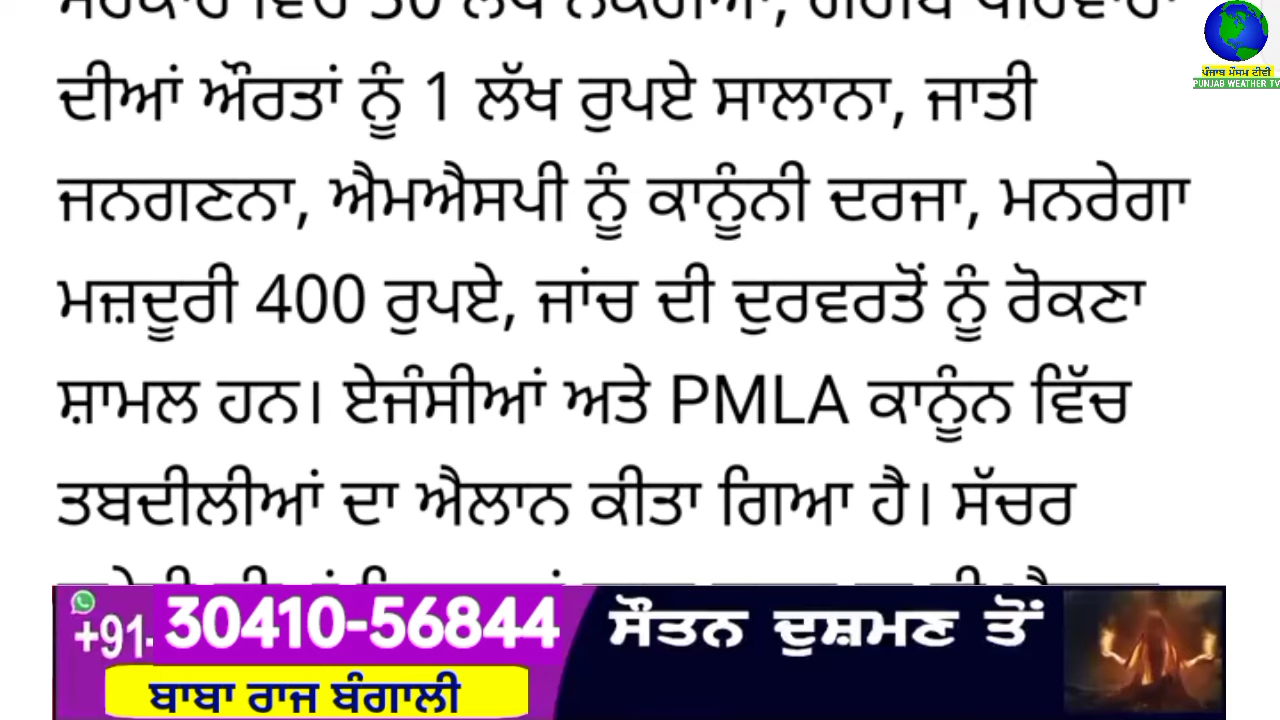 ਪੰਜਾਬ ਮੌਸਮ ਟੀਵੀ
PUNJAB WEATHER TV
ਦੀਆਂ ਔਰਤਾਂ ਨੂੰ 1 ਲੱਖ ਰੁਪਏ ਸਾਲਾਨਾ, ਜਾਤੀ
ਜਨਗਣਨਾ, ਐਮਐਸਪੀ ਨੂੰ ਕਾਨੂੰਨੀ ਦਰਜਾ, ਮਨਰੇਗਾ
ਮਜ਼ਦੂਰੀ 400 ਰੁਪਏ, ਜਾਂਚ ਦੀ ਦੁਰਵਰਤੋਂ ਨੂੰ ਰੋਕਣਾ
ਸ਼ਾਮਲ ਹਨ। ਏਜੰਸੀਆਂ ਅਤੇ PMLA ਕਾਨੂੰਨ ਵਿੱਚ
ਤਬਦੀਲੀਆਂ ਦਾ ਐਲਾਨ ਕੀਤਾ ਗਿਆ ਹੈ। ਸੱਚਰ
+91. 30410-56844 ਸੌਤਨ ਦੁਸ਼ਮਣ ਤੋਂ
ਬਾਬਾ ਰਾਜ ਬੰਗਾਲੀ